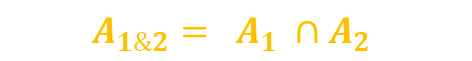 A₁&₂ = A₁ ∩ A₂